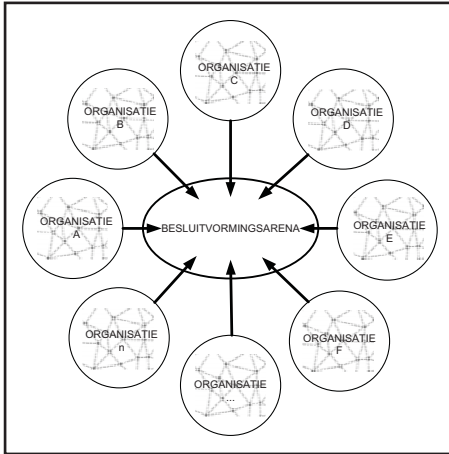 ORGANISATIE
C
ORGANISATIE
B
ORGANISATIE
D
ORGANISATIE
A
BESLUITVORMINGSARENA
ORGANISATIE
E
ORGANISATIE
n
ORGANISATIE
F
ORGANISATIE
...